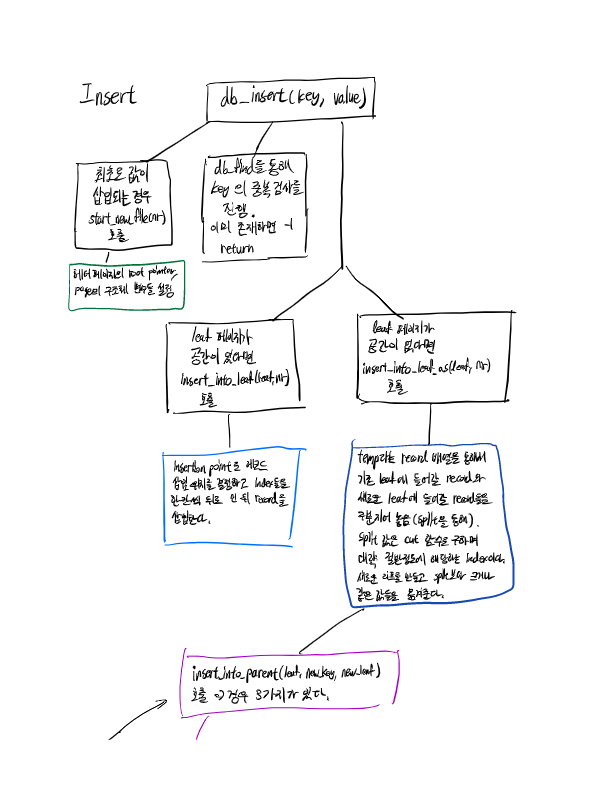 Insert
db_insert(key, value)
최초로 값이
삽입되는 경우
start_new_file(nr)
호출
헤더페이지의 root pointer,
page의 구조체 변수들 설정
db_find를 통해
key의 중복검사를
진행.
이미 존재하면 -1
return
leaf 페이지가
공간이 있다면
insert_into_leaf(leaf, nr)
호출
insertion point로 레코드
삽입 위치를 결정하고 index들을
한칸씩 뒤로 민 뒤 record를
삽입한다.
leaf 페이지가
공간이 없다면
insert_into_leaf_as(leaf, nr)
호출
temp라는 record 배열을 통해서
기존 leaf에 들어갈 record와
새로운 leaf에 들어갈 record들을
구분지어 놓음(split을 통해).
split 값은 cut 함수로 구하며
대략 절반정도에 해당하는 index이다.
새로운 리프를 만들고 split보다 크거나
같은 값들을 옮겨준다.
insert_into_parent(leaf, new_key, new_leaf)
호출 => 경우 3가지가 있다.